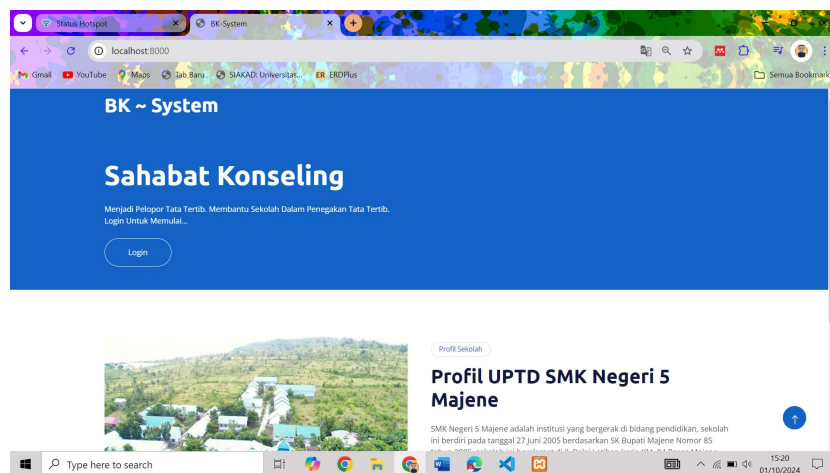 Status Hotspot
BK-System
localhost:8000
Gmail YouTube Maps Tab Baru SIAKAD: Universitas... ER ERDPlus Semua Bookmark
BK ~ System
Sahabat Konseling
Menjadi Pelopor Tata Tertib. Membantu Sekolah Dalam Penegakan Tata Tertib.
Login Untuk Memulai...
Login
Profil Sekolah
Profil UPTD SMK Negeri 5
Majene
SMK Negeri 5 Majene adalah institusi yang bergerak di bidang pendidikan, sekolah
ini berdiri pada tanggal 27 Juni 2005 berdasarkan SK Bupati Majene Nomor 85
Type here to search
15:20
01/10/2024